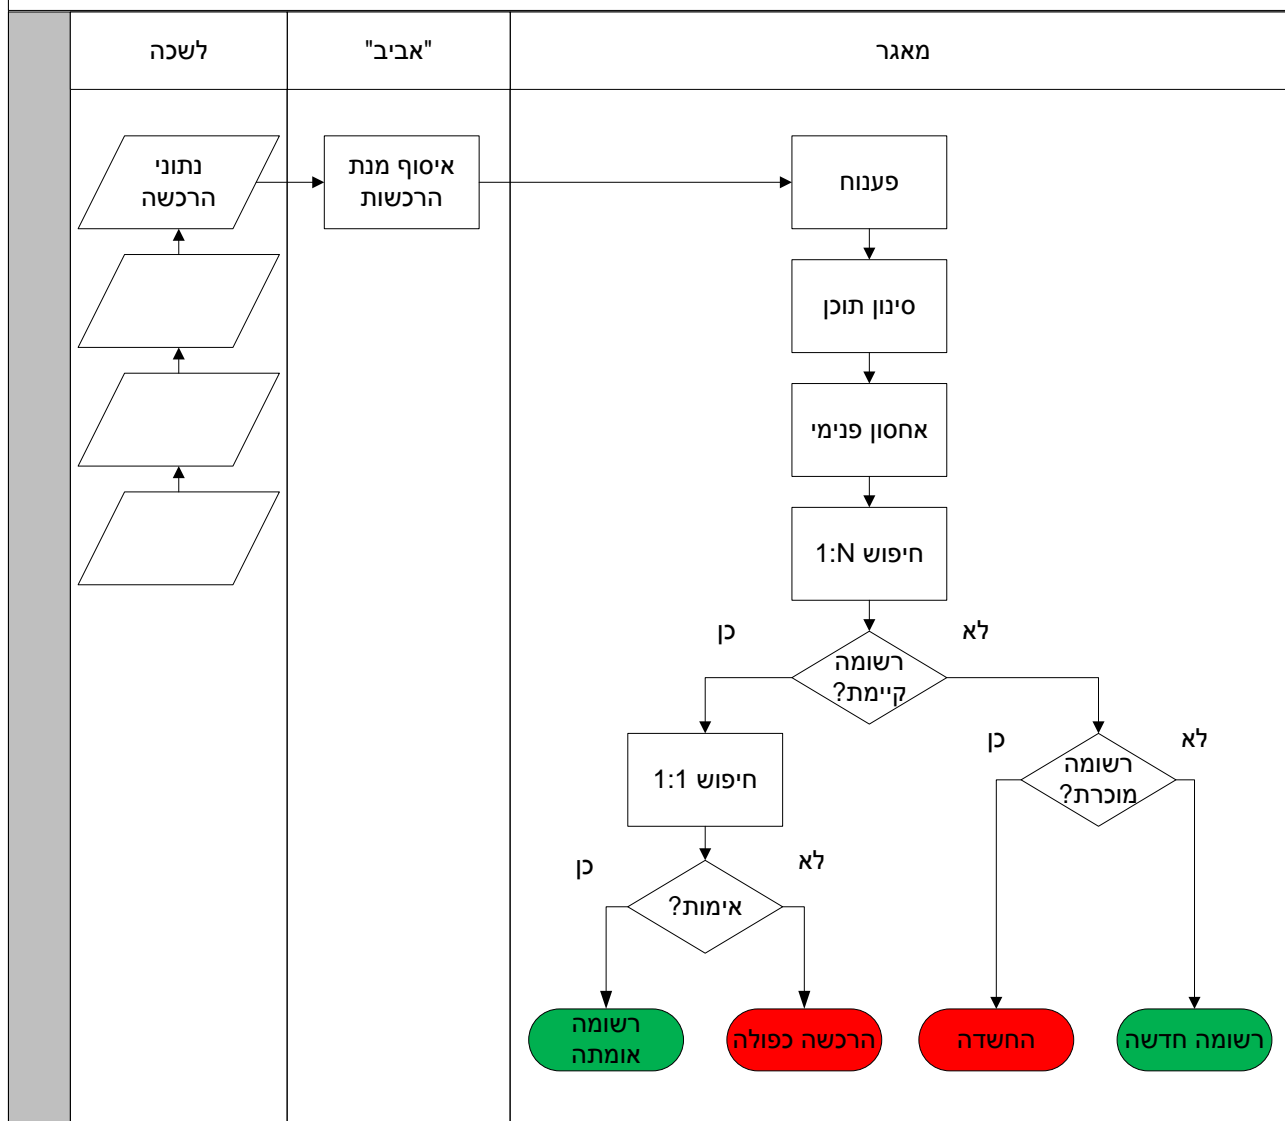 לשכה
"אביב"
מאגר
נתוני
הרכשה
איסוף מנת
הרכשות
פענוח
סינון תוכן
אחסון פנימי
חיפוש 1:N
כן
לא
רשומה
קיימת?
חיפוש 1:1
כן
לא
רשומה
מוכרת?
כן
לא
אימות?
רשומה
אומתה
הרכשה כפולה
החשדה
רשומה חדשה